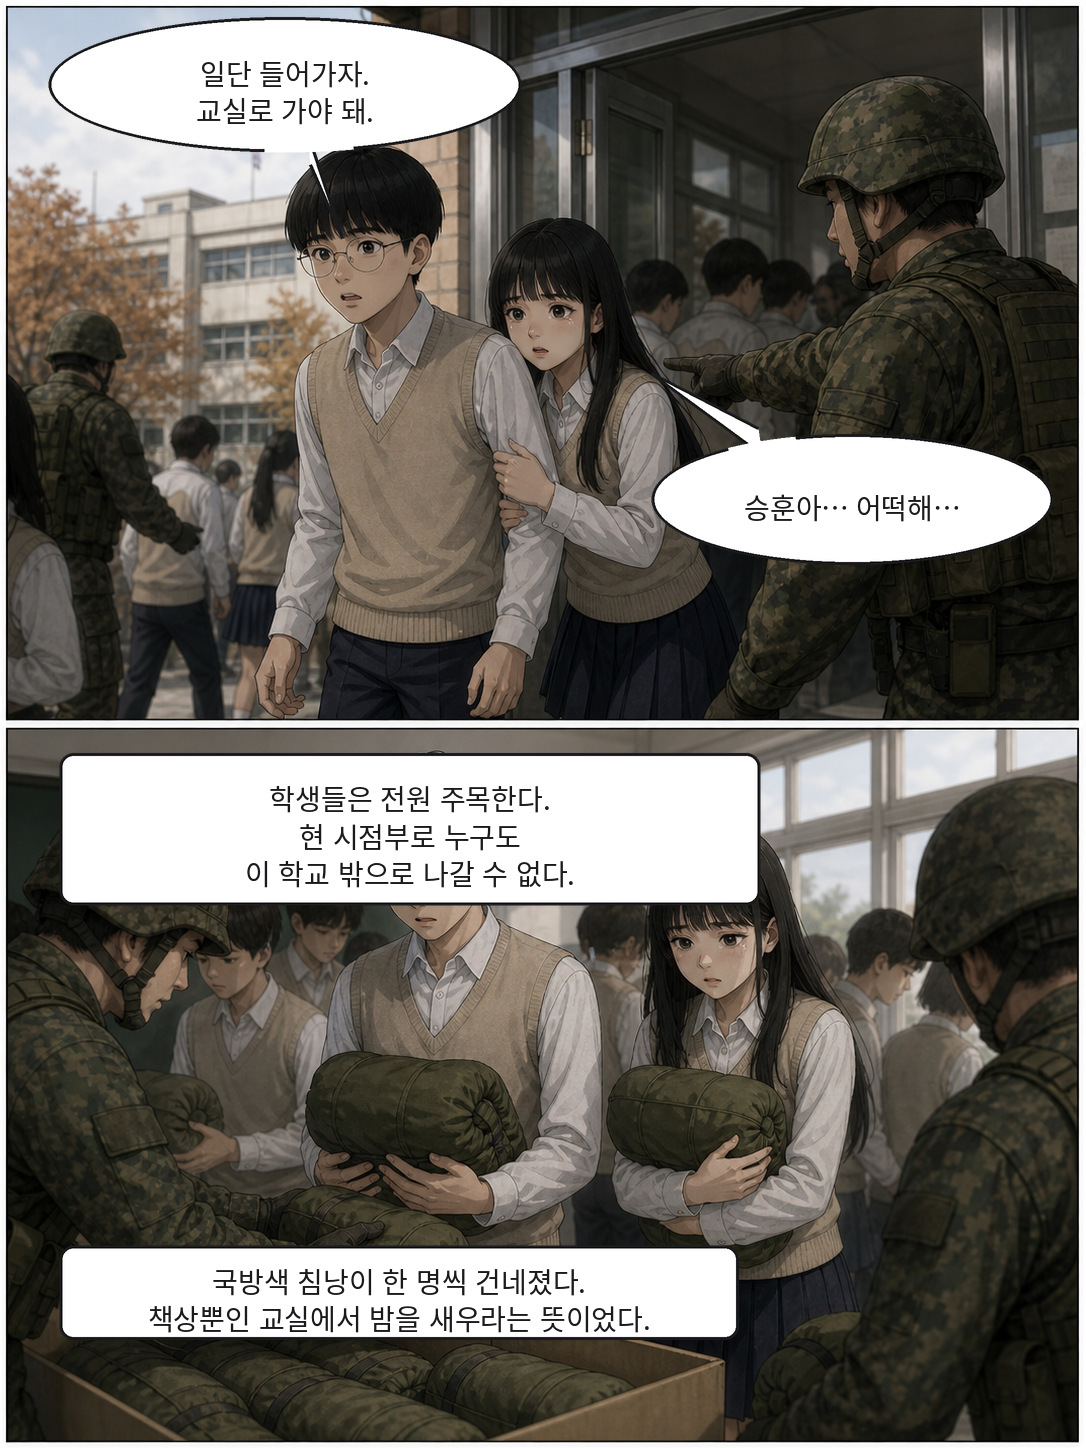 일단 들어가자.
교실로 가야 돼.
승훈아… 어떡해…
학생들은 전원 주목한다.
현 시점부로 누구도
이 학교 밖으로 나갈 수 없다.
국방색 침낭이 한 명씩 건네졌다.
책상뿐인 교실에서 밤을 새우라는 뜻이었다.